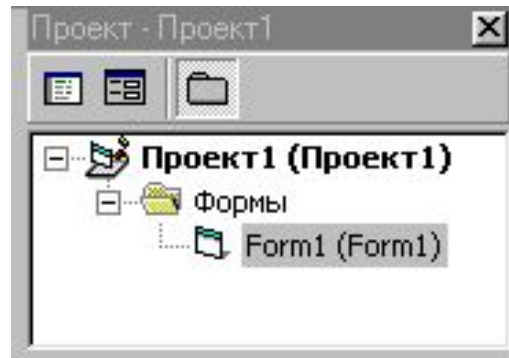 Проект - Проект1
Проект1 (Проект1)
Формы
Form1 (Form1)